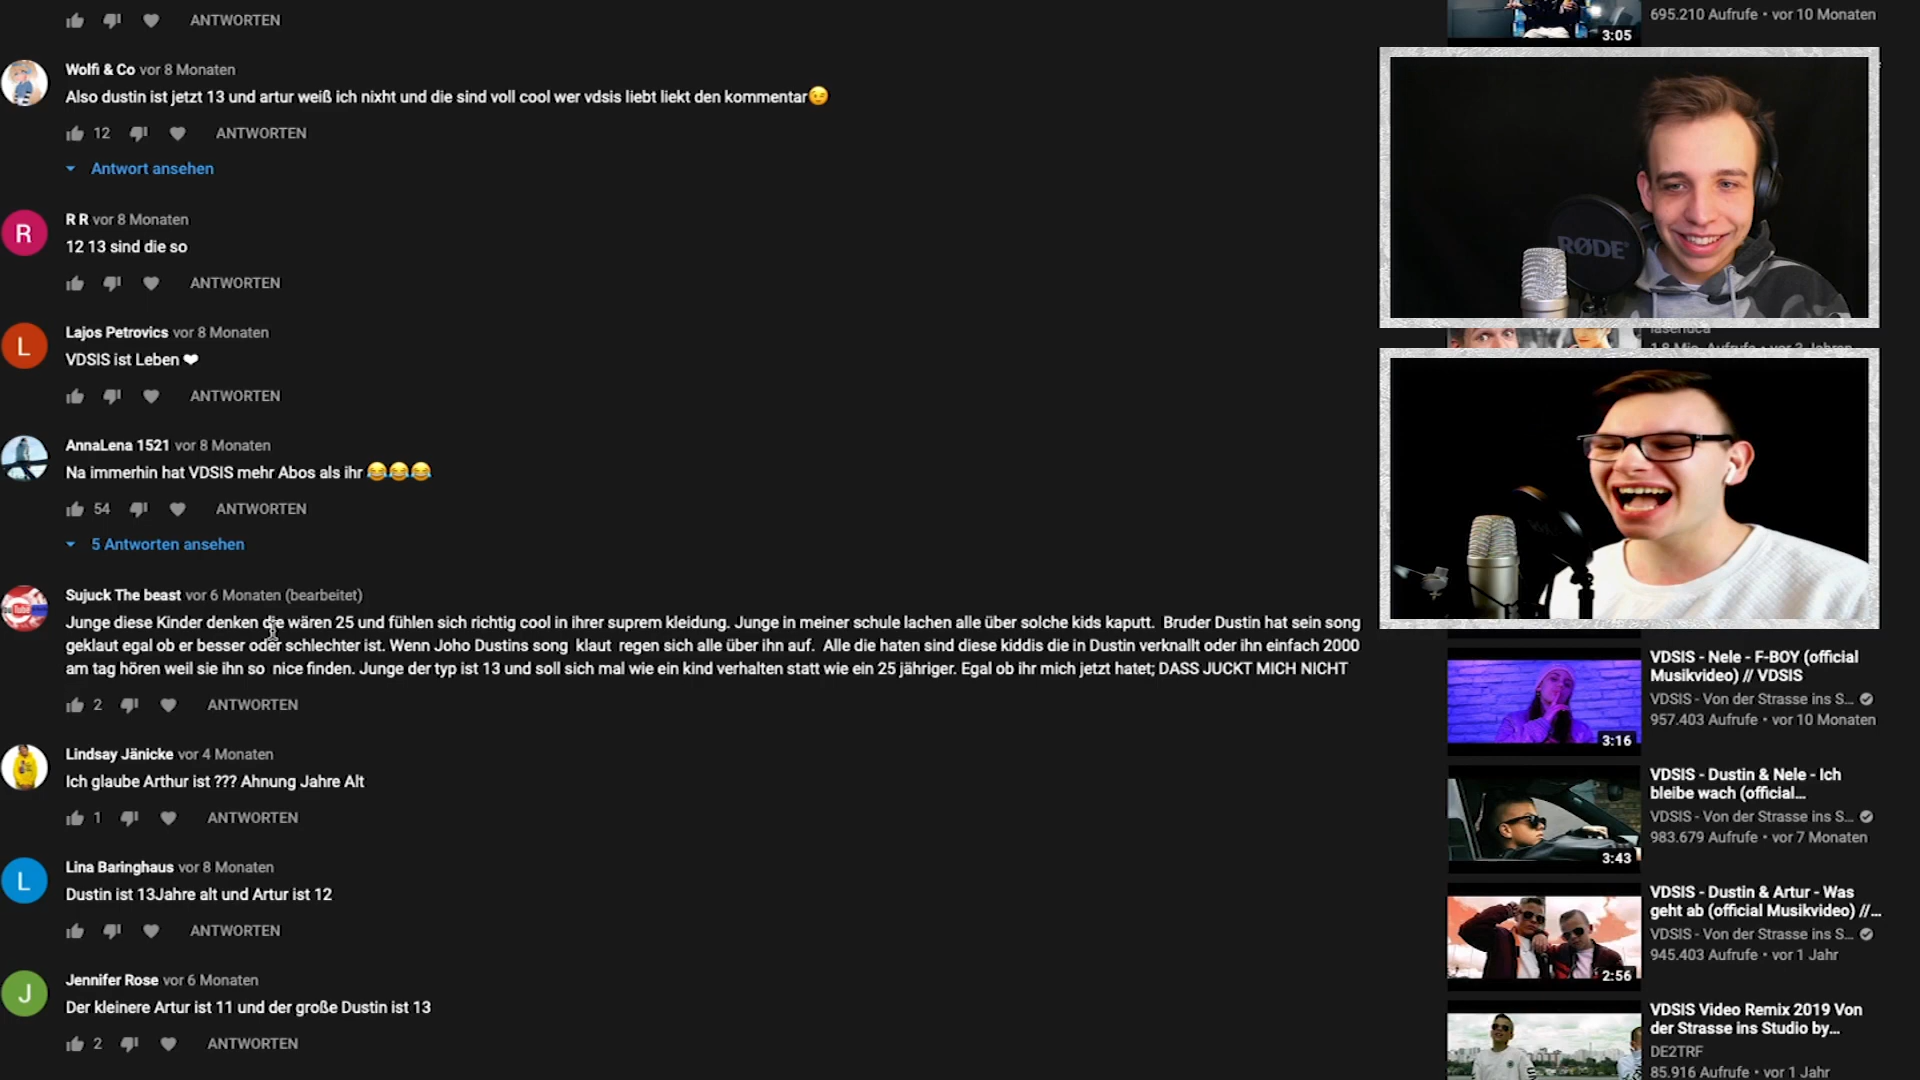 ANTWORTEN
Wolfi & Co vor 8 Monaten
Also dustin ist jetzt 13 und artur weiß ich nixht und die sind voll cool wer vdsis liebt liekt den kommentar😉
12 ANTWORTEN
Antwort ansehen
R
R R vor 8 Monaten
12 13 sind die so
ANTWORTEN
L
Lajos Petrovics vor 8 Monaten
VDSIS ist Leben ❤
ANTWORTEN
AnnaLena 1521 vor 8 Monaten
Na immerhin hat VDSIS mehr Abos als ihr 😂😂😂
54 ANTWORTEN
5 Antworten ansehen
Sujuck The beast vor 6 Monaten (bearbeitet)
Junge diese Kinder denken die wären 25 und fühlen sich richtig cool in ihrer suprem kleidung. Junge in meiner schule lachen alle über solche kids kaputt. Bruder Dustin hat sein song
geklaut egal ob er besser oder schlechter ist. Wenn Joho Dustins song klaut regen sich alle über ihn auf. Alle die haten sind diese kiddis die in Dustin verknallt oder ihn einfach 2000
am tag hören weil sie ihn so nice finden. Junge der typ ist 13 und soll sich mal wie ein kind verhalten statt wie ein 25 jähriger. Egal ob ihr mich jetzt hatet; DASS JUCKT MICH NICHT
2 ANTWORTEN
Lindsay Jänicke vor 4 Monaten
Ich glaube Arthur ist ??? Ahnung Jahre Alt
1 ANTWORTEN
L
Lina Baringhaus vor 8 Monaten
Dustin ist 13Jahre alt und Artur ist 12
ANTWORTEN
J
Jennifer Rose vor 6 Monaten
Der kleinere Artur ist 11 und der große Dustin ist 13
2 ANTWORTEN
695.210 Aufrufe • vor 10 Monaten
3:05
RØDE
VDSIS - Nele - F-BOY (official
Musikvideo) // VDSIS
VDSIS - Von der Strasse ins S...
957.403 Aufrufe • vor 10 Monaten
3:16
VDSIS - Dustin & Nele - Ich
bleibe wach (official...
VDSIS - Von der Strasse ins S...
983.679 Aufrufe • vor 7 Monaten
3:43
VDSIS - Dustin & Artur - Was
geht ab (official Musikvideo) //...
VDSIS - Von der Strasse ins S...
945.403 Aufrufe • vor 1 Jahr
2:56
VDSIS Video Remix 2019 Von
der Strasse ins Studio by...
DE2TRF
85.916 Aufrufe • vor 1 Jahr